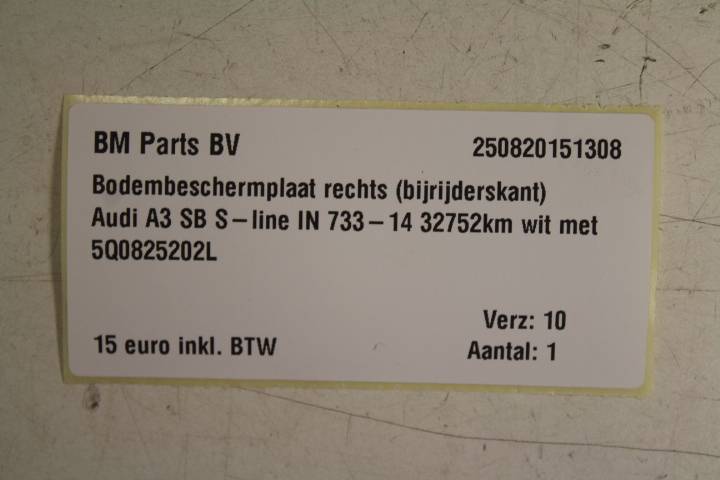 BM Parts BV 250820151308
Bodembeschermplaat rechts (bijrijderskant)
Audi A3 SB S-line IN 733-14 32752km wit met
5Q0825202L
Verz: 10
15 euro inkl. BTW Aantal: 1